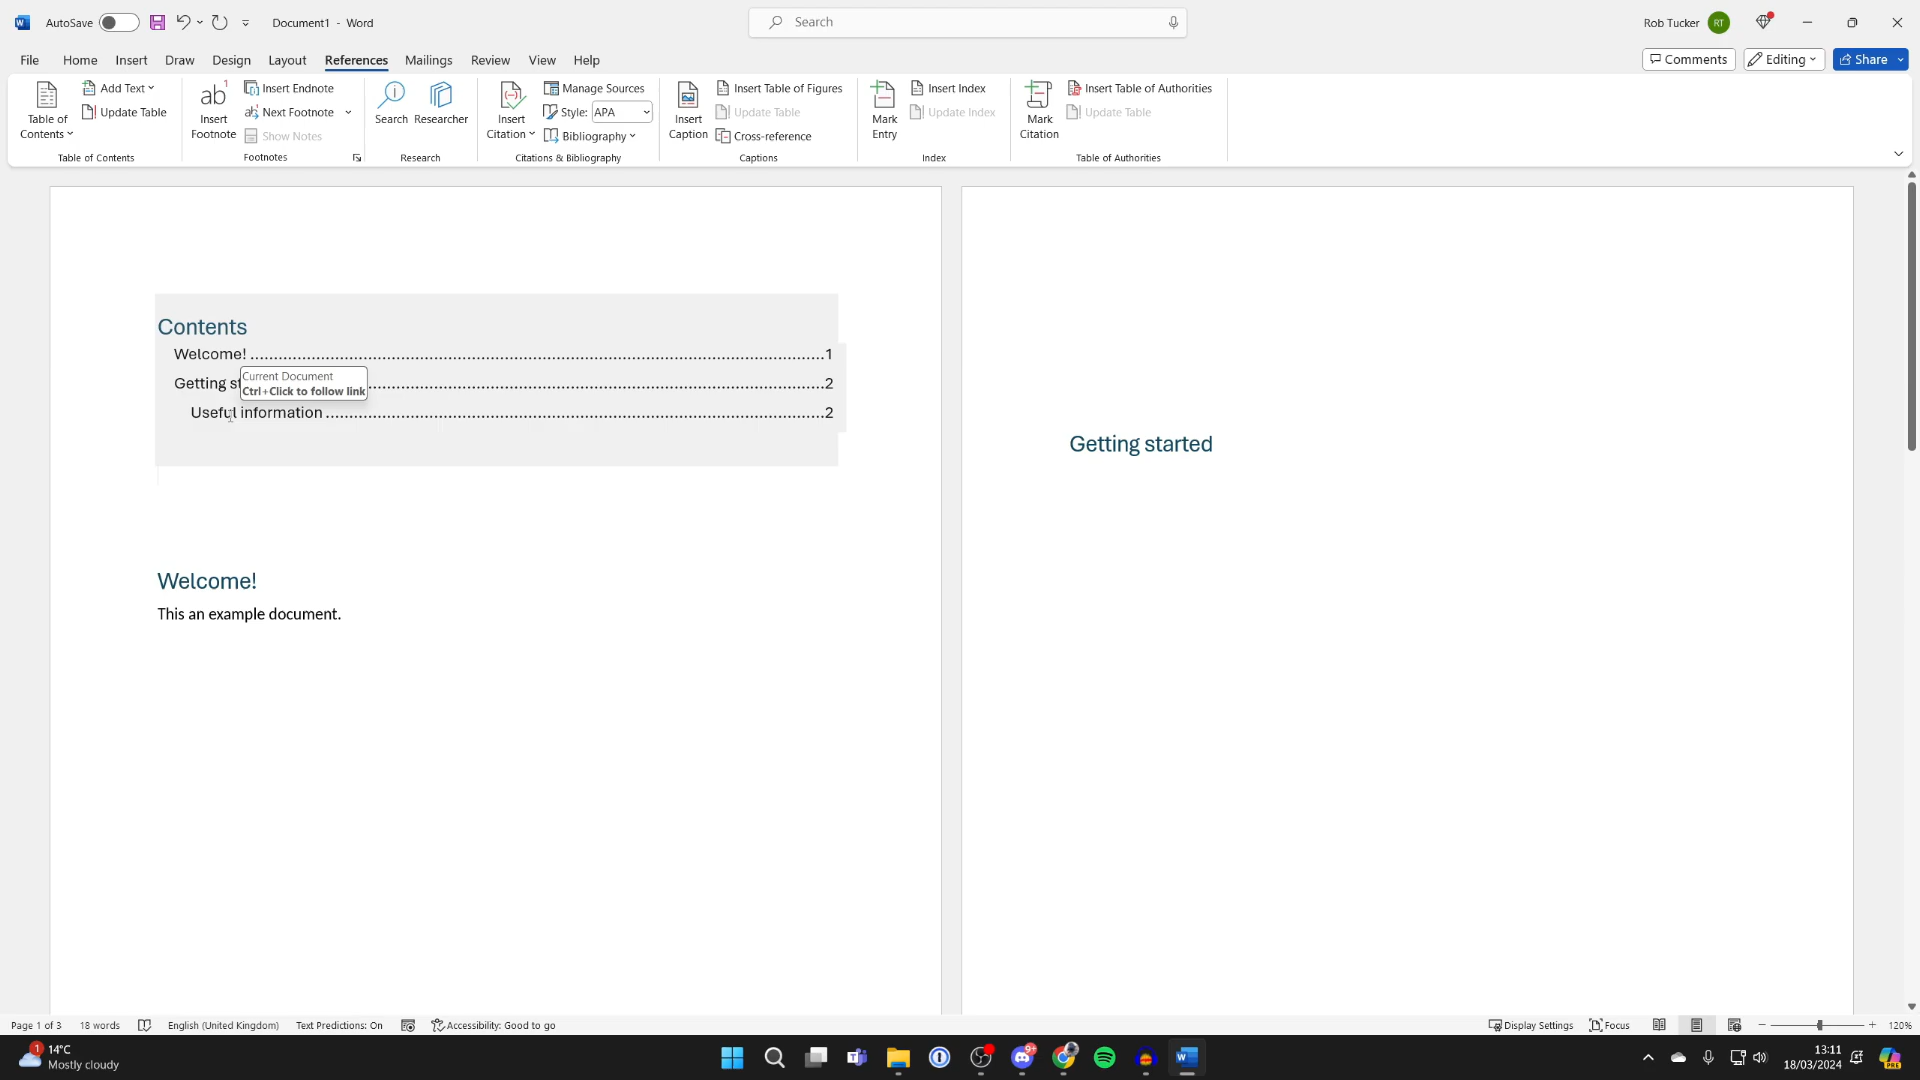 AutoSave
Document1 - Word
Search
Rob Tucker RT
File Home Insert Draw Design Layout References Mailings Review View Help
Comments Editing Share
Table of Contents
Add Text
Update Table
Table of Contents
ab1
Insert Footnote
Insert Endnote
ab1 Next Footnote
Show Notes
Footnotes
Search
Researcher
Research
Insert Citation
Manage Sources
Style: APA
Bibliography
Citations & Bibliography
Insert Caption
Insert Table of Figures
Update Table
Cross-reference
Captions
Mark Entry
Insert Index
Update Index
Index
Mark Citation
Insert Table of Authorities
Update Table
Table of Authorities
Contents
Welcome! ........................................................................................................................1
Getting st ..................................................................................................2
Current Document
Ctrl+Click to follow link
Useful information ..........................................................................................................2
Welcome!
This an example document.
Getting started
Page 1 of 3 18 words English (United Kingdom) Text Predictions: On Accessibility: Good to go
Display Settings Focus 120%
1 14°C
Mostly cloudy
9+
13:11
18/03/2024
PRE